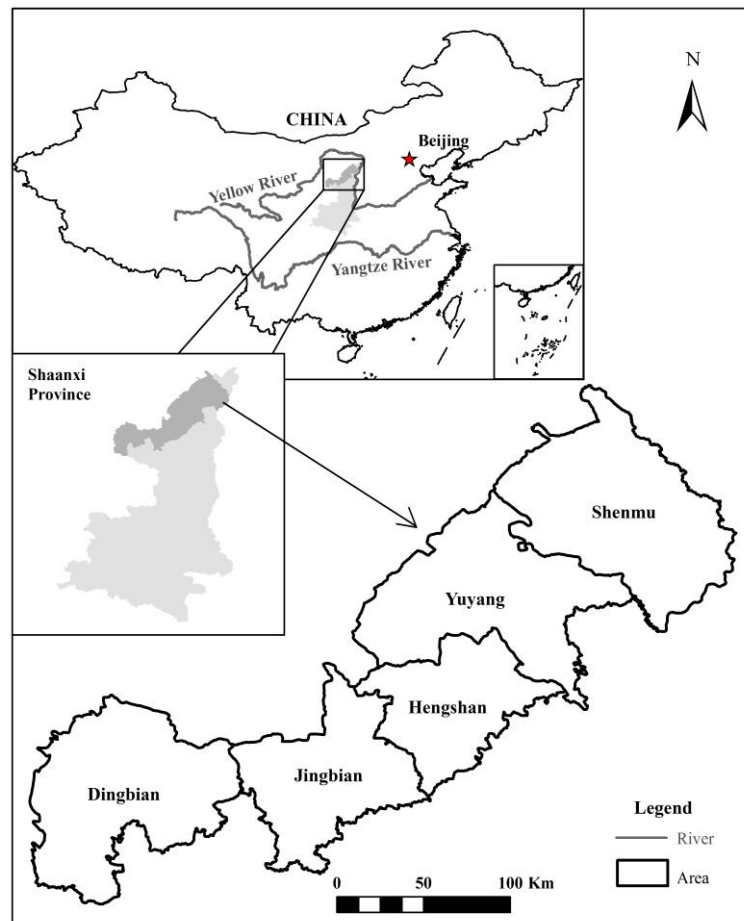 N
CHINA
Beijing
Yellow River
Yangtze River
Shaanxi
Province
Shenmu
Yuyang
Hengshan
Jingbian
Dingbian
Legend
River
Area
0 50 100 Km